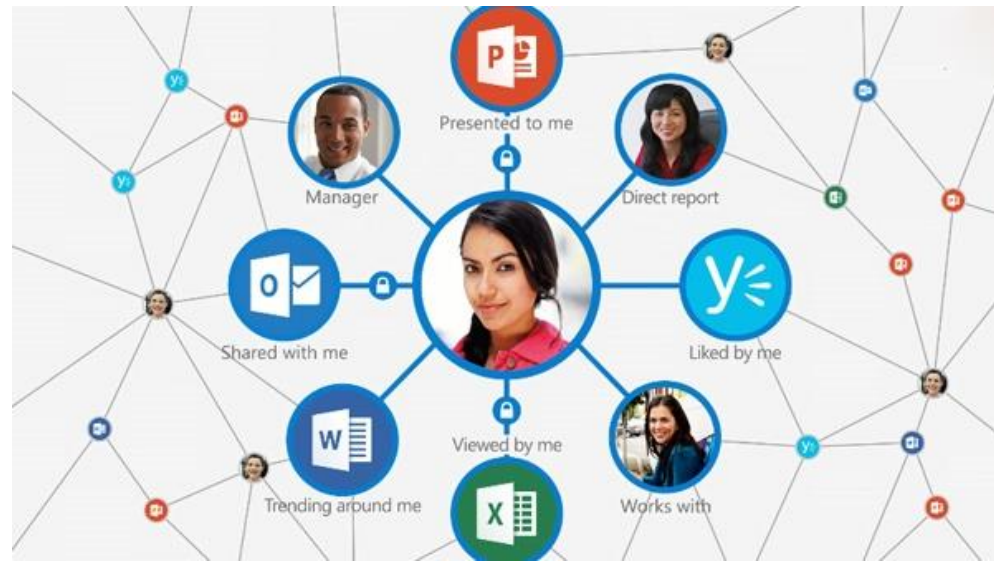 P
Presented to me
Manager
Direct report
O
Shared with me
y
Liked by me
W
Trending around me
Viewed by me
X
Works with